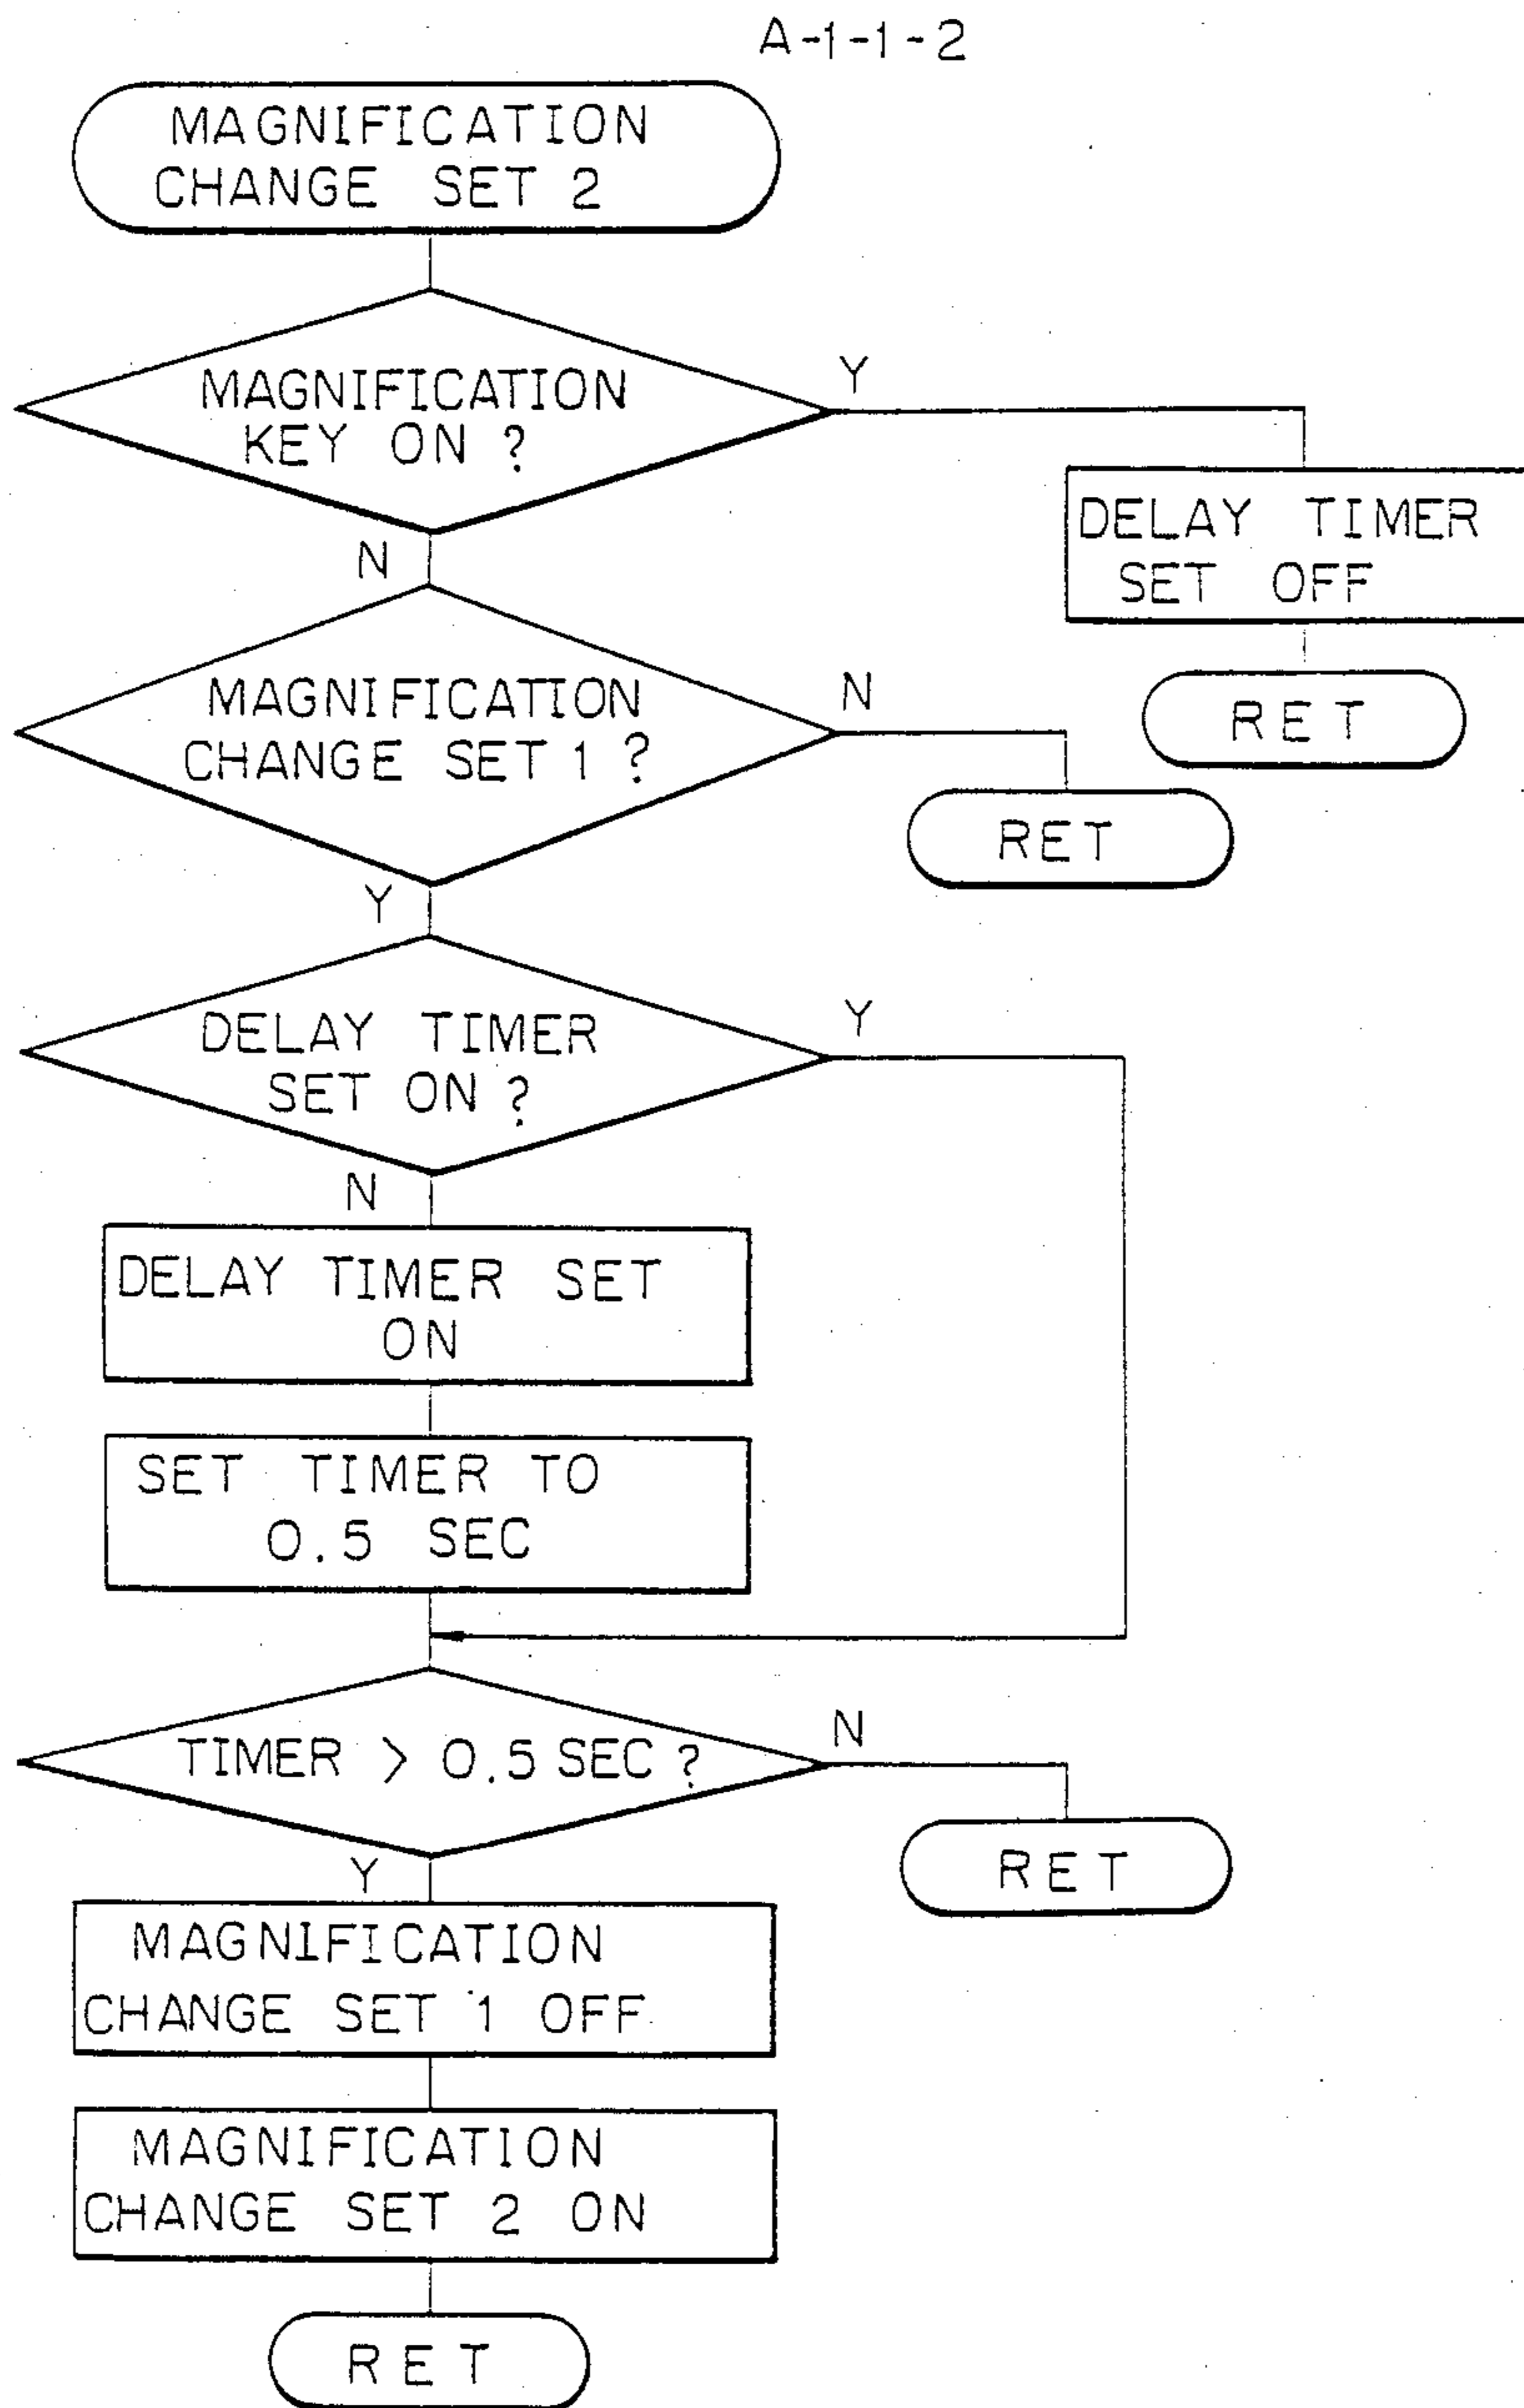 A-1-1-2
MAGNIFICATION
CHANGE SET 2
MAGNIFICATION
KEY ON ?
Y
DELAY TIMER
SET OFF
RET
N
MAGNIFICATION
CHANGE SET 1 ?
N
RET
Y
DELAY TIMER
SET ON ?
Y
N
DELAY TIMER SET
ON
SET TIMER TO
0.5 SEC
TIMER > 0.5 SEC ?
N
RET
Y
MAGNIFICATION
CHANGE SET 1 OFF
MAGNIFICATION
CHANGE SET 2 ON
RET